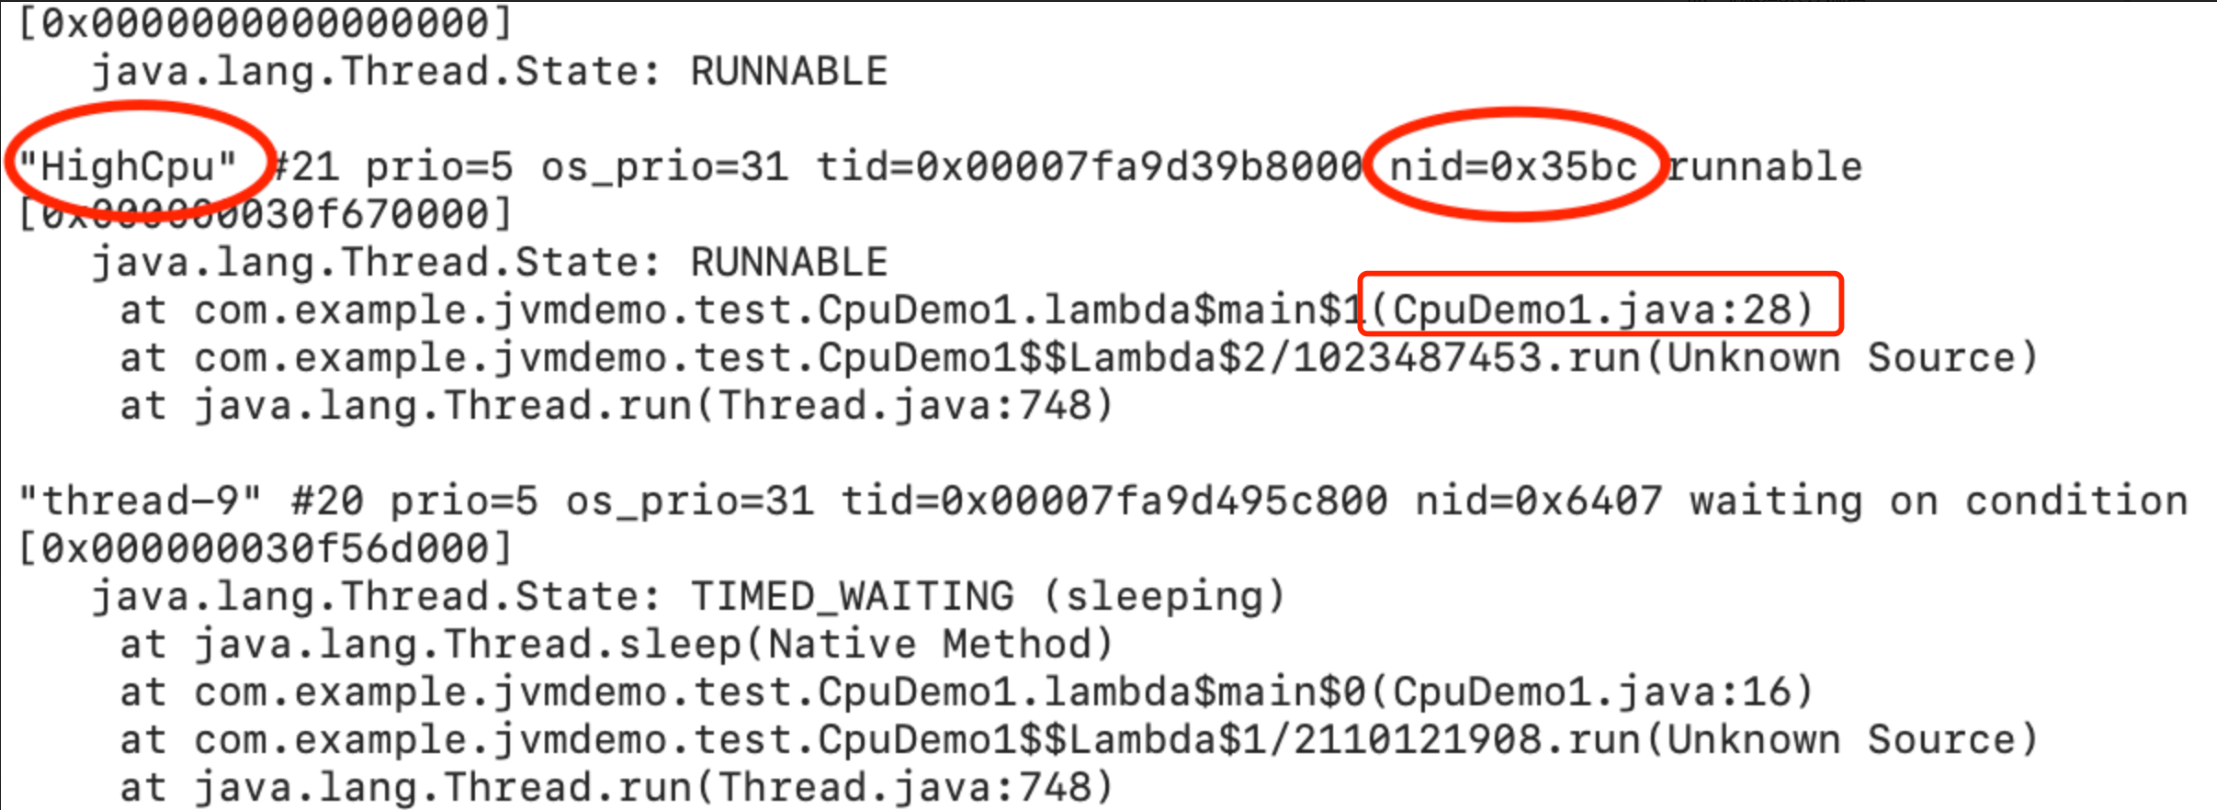 [0x0000000000000000]
java.lang.Thread.State: RUNNABLE
"HighCpu" #21 prio=5 os_prio=31 tid=0x00007fa9d39b8000 nid=0x35bc runnable
[0x000000030f670000]
java.lang.Thread.State: RUNNABLE
at com.example.jvmdemo.test.CpuDemo1.lambda$main$1(CpuDemo1.java:28)
at com.example.jvmdemo.test.CpuDemo1$$Lambda$2/1023487453.run(Unknown Source)
at java.lang.Thread.run(Thread.java:748)
"thread-9" #20 prio=5 os_prio=31 tid=0x00007fa9d495c800 nid=0x6407 waiting on condition
[0x000000030f56d000]
java.lang.Thread.State: TIMED_WAITING (sleeping)
at java.lang.Thread.sleep(Native Method)
at com.example.jvmdemo.test.CpuDemo1.lambda$main$0(CpuDemo1.java:16)
at com.example.jvmdemo.test.CpuDemo1$$Lambda$1/2110121908.run(Unknown Source)
at java.lang.Thread.run(Thread.java:748)